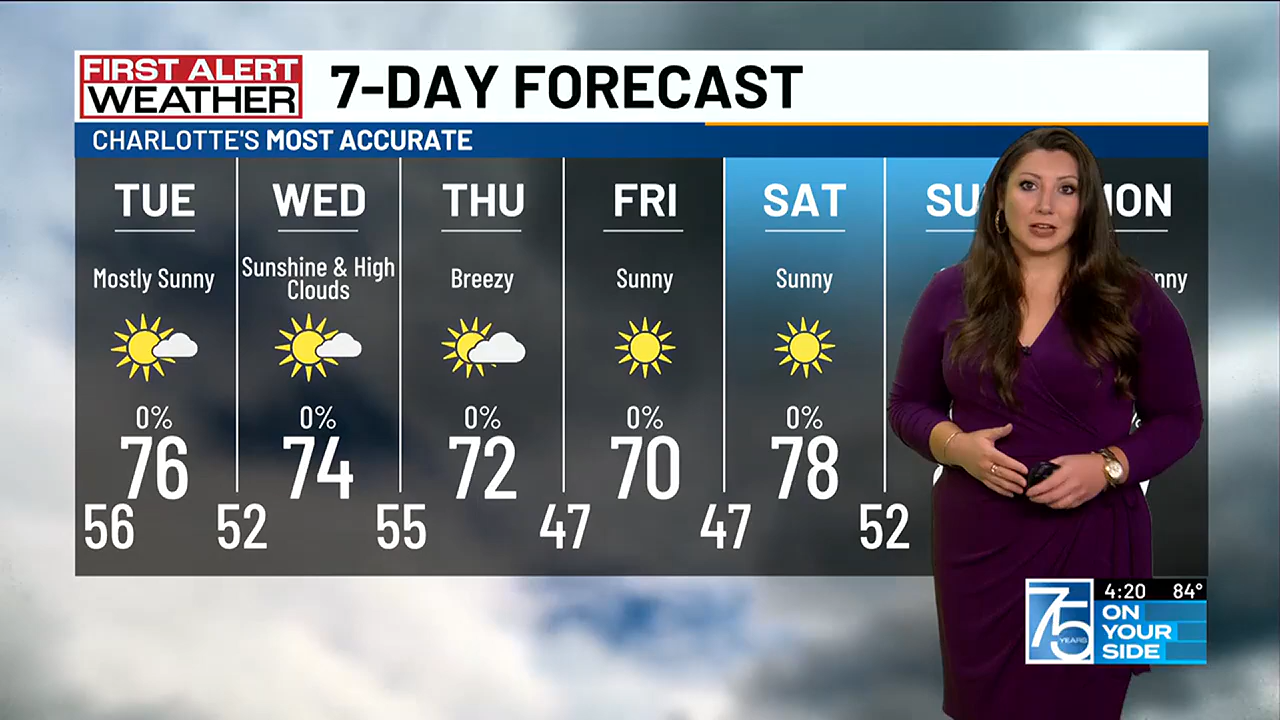 FIRST ALERT
WEATHER
7-DAY FORECAST
CHARLOTTE'S MOST ACCURATE
TUE WED THU FRI SAT
Mostly Sunny
Sunshine & High
Clouds
Breezy
Sunny
Sunny
0% 0% 0% 0% 0%
76 74 72 70 78
56 52 55 47 47 52
75
YEARS
4:20 84°
ON
YOUR
SIDE